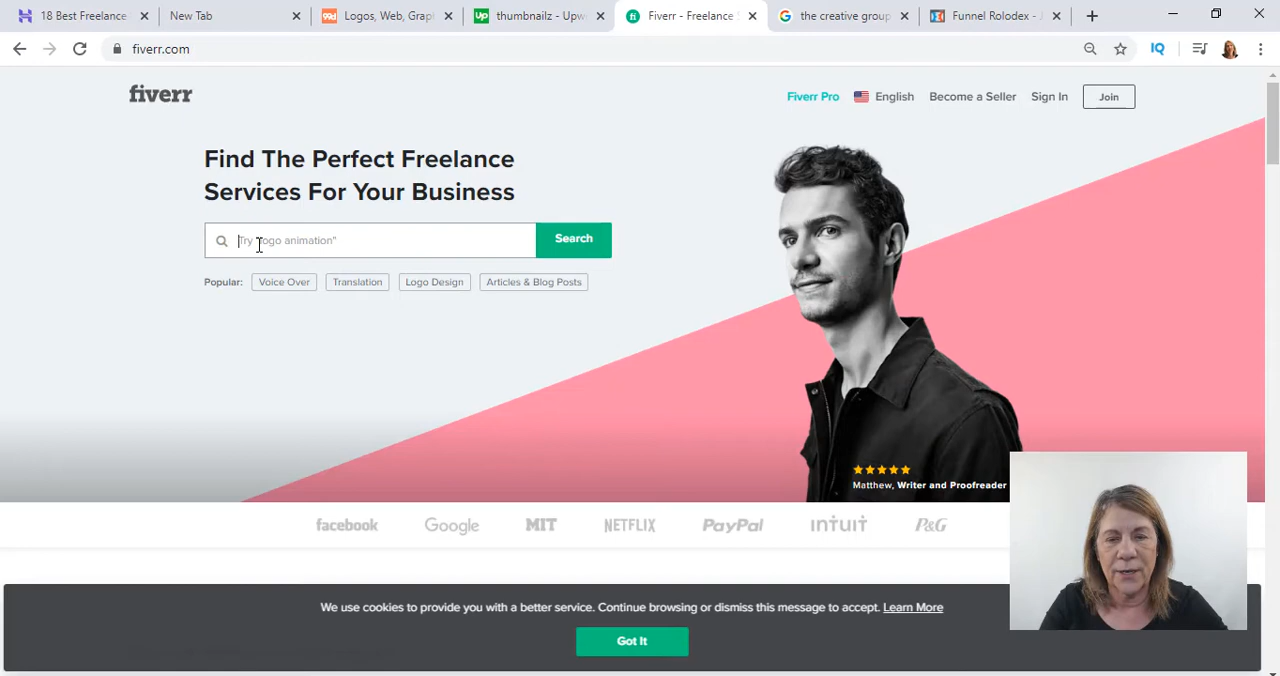 18 Best Freelance
New Tab
99d
Logos, Web, Grap
Up
thumbnailz - Upw
fi
Fiverr - Freelance S
the creative group
Funnel Rolodex - J
fiverr.com
IQ
fiverr
Fiverr Pro
English
Become a Seller
Sign In
Join
Find The Perfect Freelance
Services For Your Business
Try "logo animation"
Search
Popular:
Voice Over
Translation
Logo Design
Articles & Blog Posts
Matthew, Writer and Proofreader
facebook
Google
MIT
NETFLIX
PayPal
intuit
P&G
We use cookies to provide you with a better service. Continue browsing or dismiss this message to accept. Learn More
Got It